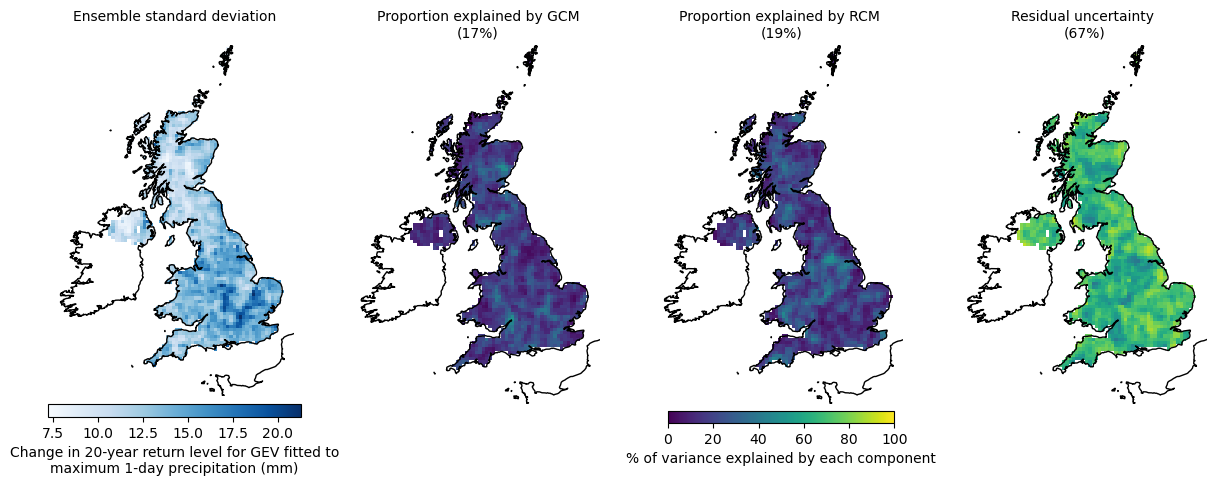 Ensemble standard deviation
Proportion explained by GCM
(17%)
Proportion explained by RCM
(19%)
Residual uncertainty
(67%)
7.5 10.0 12.5 15.0 17.5 20.0
Change in 20-year return level for GEV fitted to
maximum 1-day precipitation (mm)
0 20 40 60 80 100
% of variance explained by each component